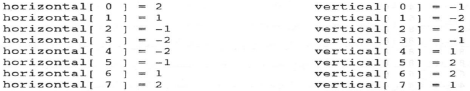 horizontal[ 0 ] = 2 vertical[ 0 ] = -1
horizontal[ 1 ] = 1 vertical[ 1 ] = -2
horizontal[ 2 ] = -1 vertical[ 2 ] = -2
horizontal[ 3 ] = -2 vertical[ 3 ] = -1
horizontal[ 4 ] = -2 vertical[ 4 ] = 1
horizontal[ 5 ] = -1 vertical[ 5 ] = 2
horizontal[ 6 ] = 1 vertical[ 6 ] = 2
horizontal[ 7 ] = 2 vertical[ 7 ] = 1